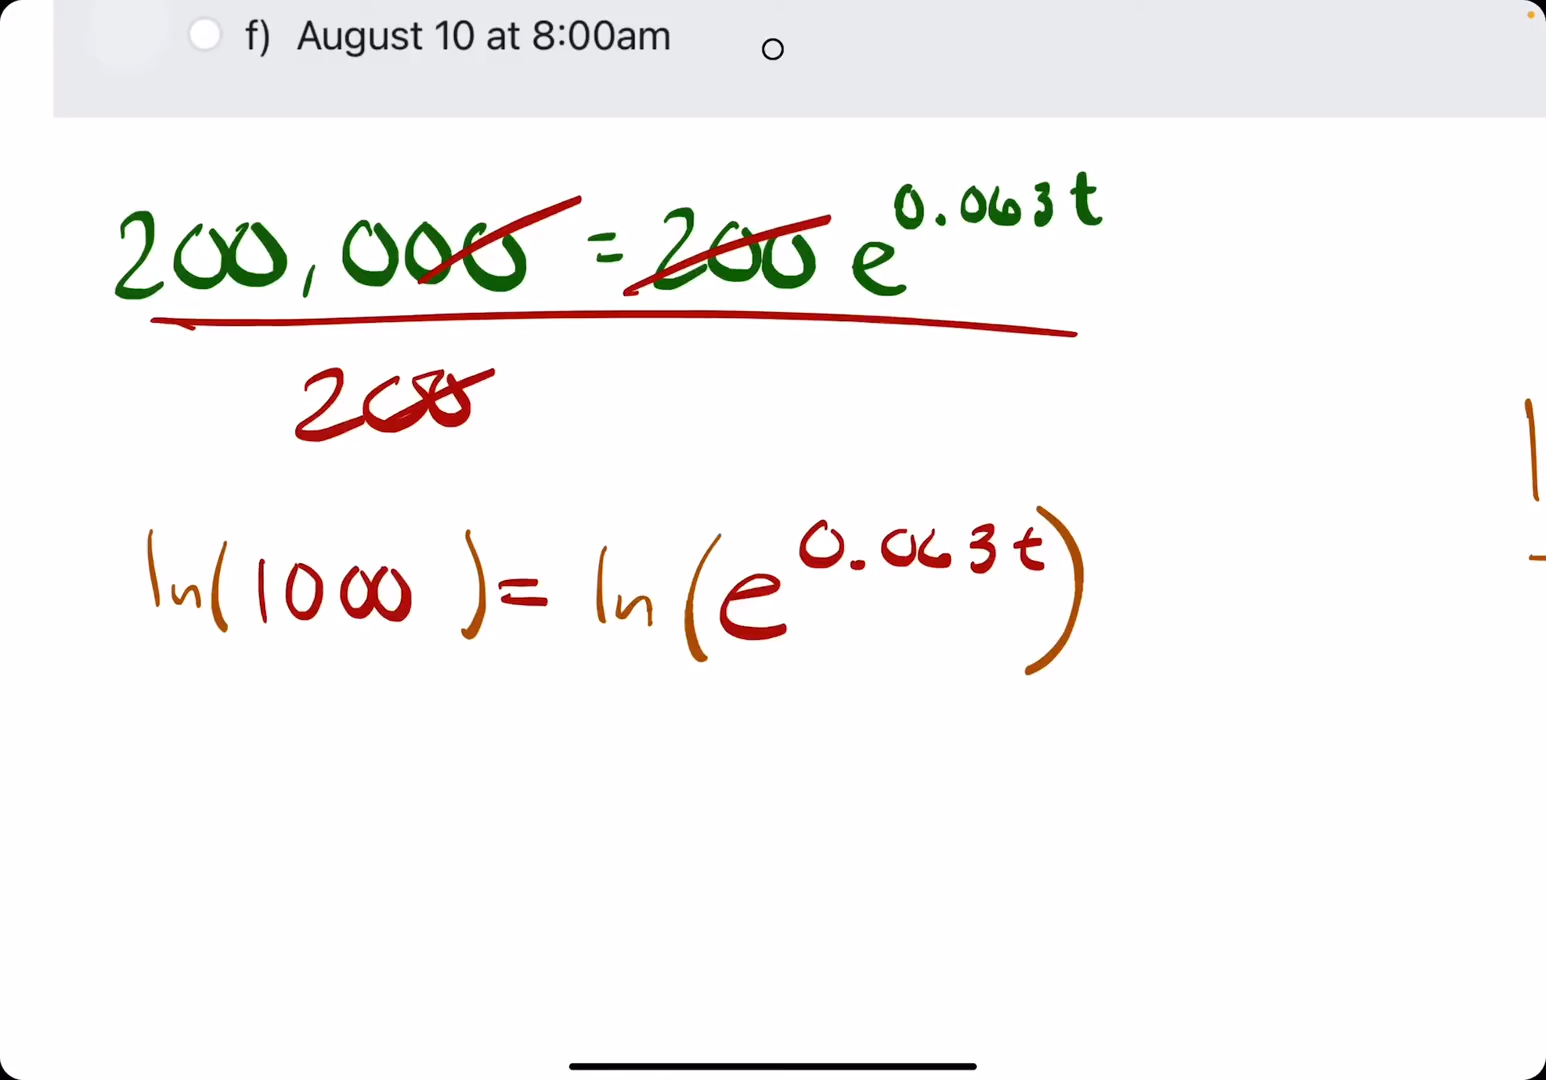 f) August 10 at 8:00am
200,000 = 200 e^0.063t
200
ln(1000) = ln(e^0.063t)